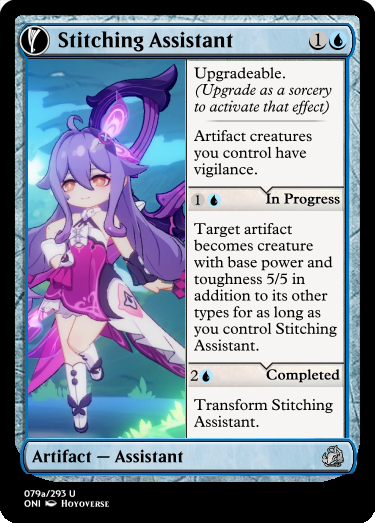 Stitching Assistant 1
Upgradeable.
(Upgrade as a sorcery
to activate that effect)
Artifact creatures
you control have
vigilance.
1 In Progress
Target artifact
becomes creature
with base power and
toughness 5/5 in
addition to its other
types for as long as
you control Stitching
Assistant.
2 Completed
Transform Stitching
Assistant.
Artifact — Assistant
079a/293 U
ONI Hoyoverse